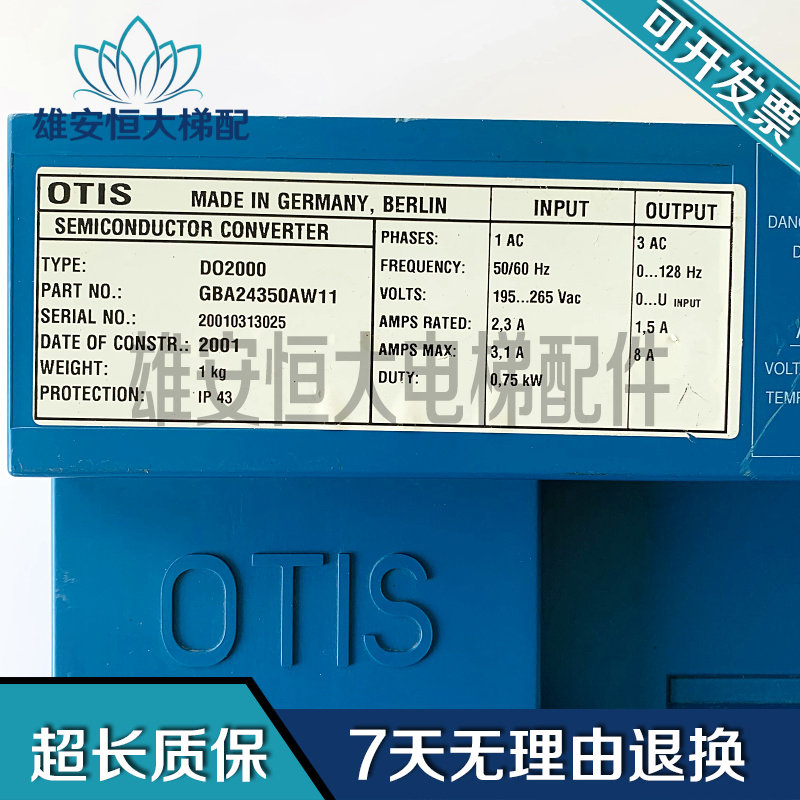 雄安恒大梯配
可开发票
OTIS MADE IN GERMANY, BERLIN INPUT OUTPUT
SEMICONDUCTOR CONVERTER
PHASES: 1 AC 3 AC
TYPE: DO2000 FREQUENCY: 50/60 Hz 0...128 Hz
PART NO.: GBA24350AW11 VOLTS: 195...265 Vac 0...U INPUT
SERIAL NO.: 20010313025 AMPS RATED: 2,3 A 1,5 A
DATE OF CONSTR.: 2001 AMPS MAX: 3,1 A 8 A
WEIGHT: 1 kg DUTY: 0,75 kW
PROTECTION: IP 43
雄安恒大电梯配件
DANG
D
VOLT
TEMP
OTIS
超长质保
7天无理由退换